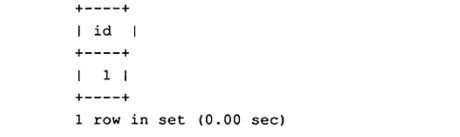 +----+
| id |
+----+
| 1 |
+----+
1 row in set (0.00 sec)